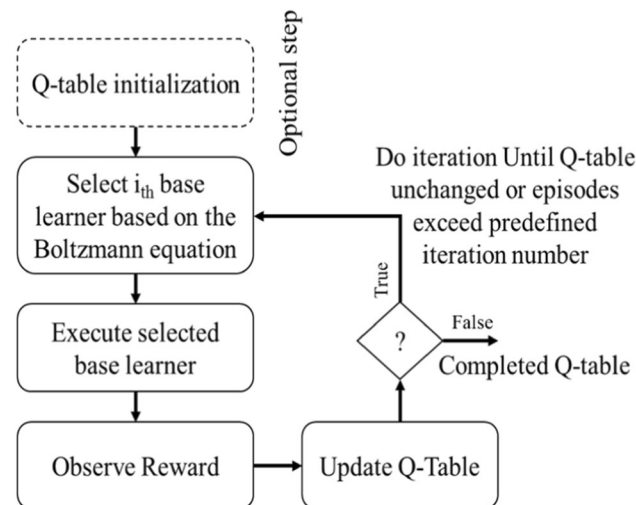 Q-table initialization
Optional step
Select ith base
learner based on the
Boltzmann equation
Execute selected
base learner
Observe Reward
Update Q-Table
Do iteration Until Q-table
unchanged or episodes
exceed predefined
iteration number
True
?
False
Completed Q-table